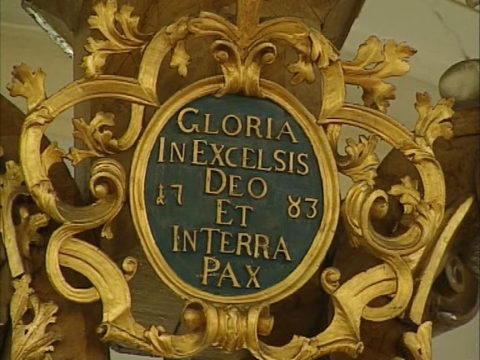 GLORIA
IN EXCELSIS
DEO
17 83
ET
IN TERRA
PAX